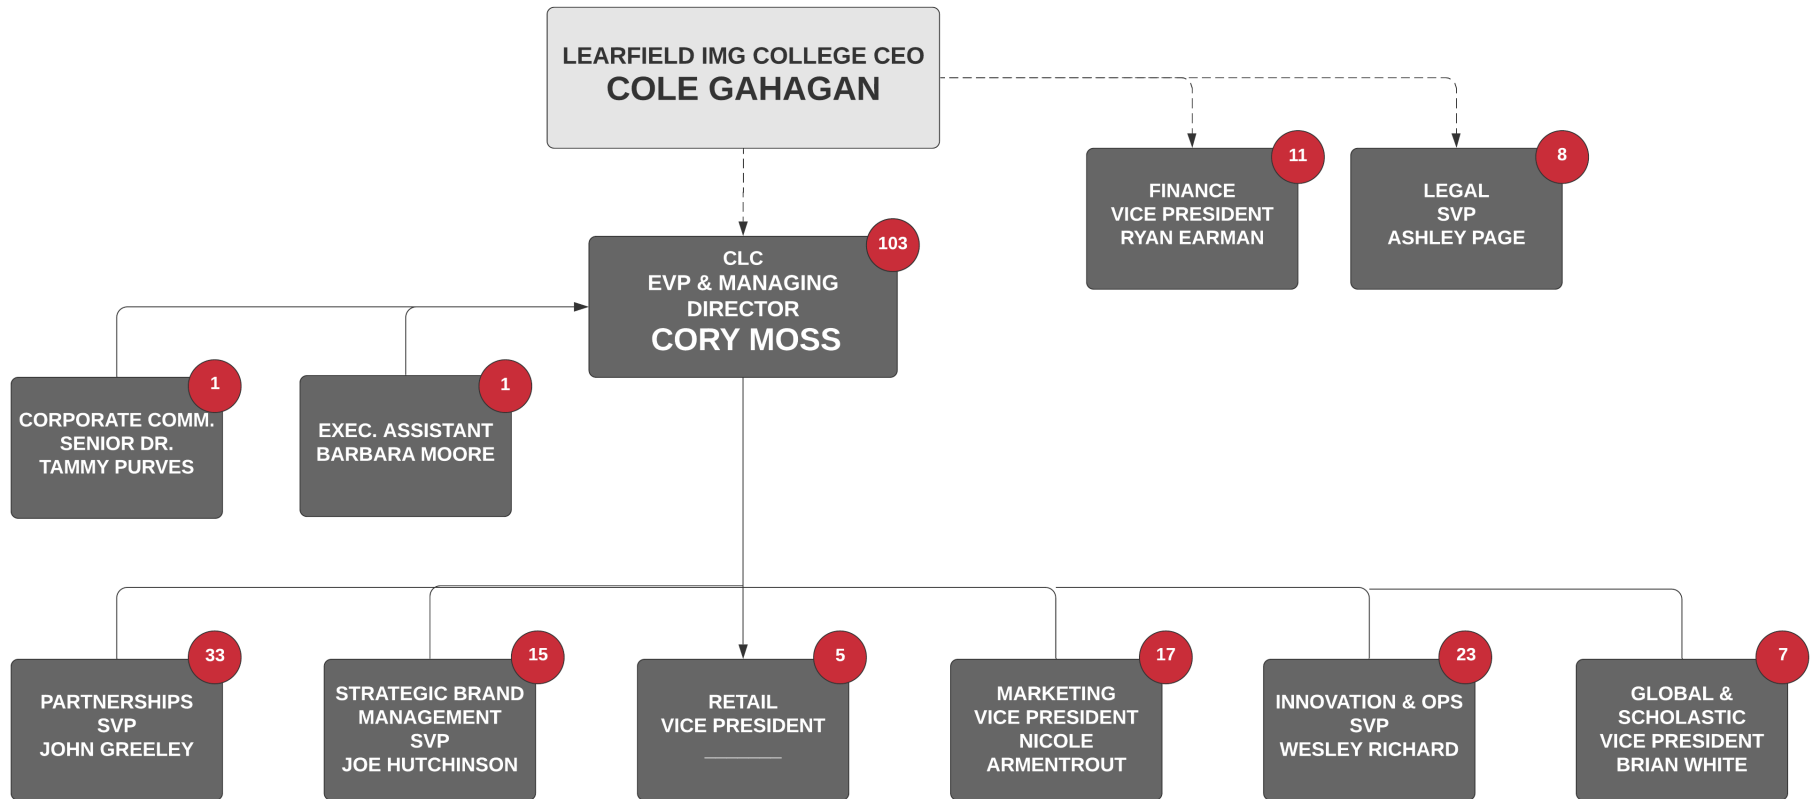 LEARFIELD IMG COLLEGE CEO
COLE GAHAGAN
11
FINANCE
VICE PRESIDENT
RYAN EARMAN
8
LEGAL
SVP
ASHLEY PAGE
103
CLC
EVP & MANAGING
DIRECTOR
CORY MOSS
1
CORPORATE COMM.
SENIOR DR.
TAMMY PURVES
1
EXEC. ASSISTANT
BARBARA MOORE
33
PARTNERSHIPS
SVP
JOHN GREELEY
15
STRATEGIC BRAND
MANAGEMENT
SVP
JOE HUTCHINSON
5
RETAIL
VICE PRESIDENT
17
MARKETING
VICE PRESIDENT
NICOLE
ARMENTROUT
23
INNOVATION & OPS
SVP
WESLEY RICHARD
7
GLOBAL &
SCHOLASTIC
VICE PRESIDENT
BRIAN WHITE